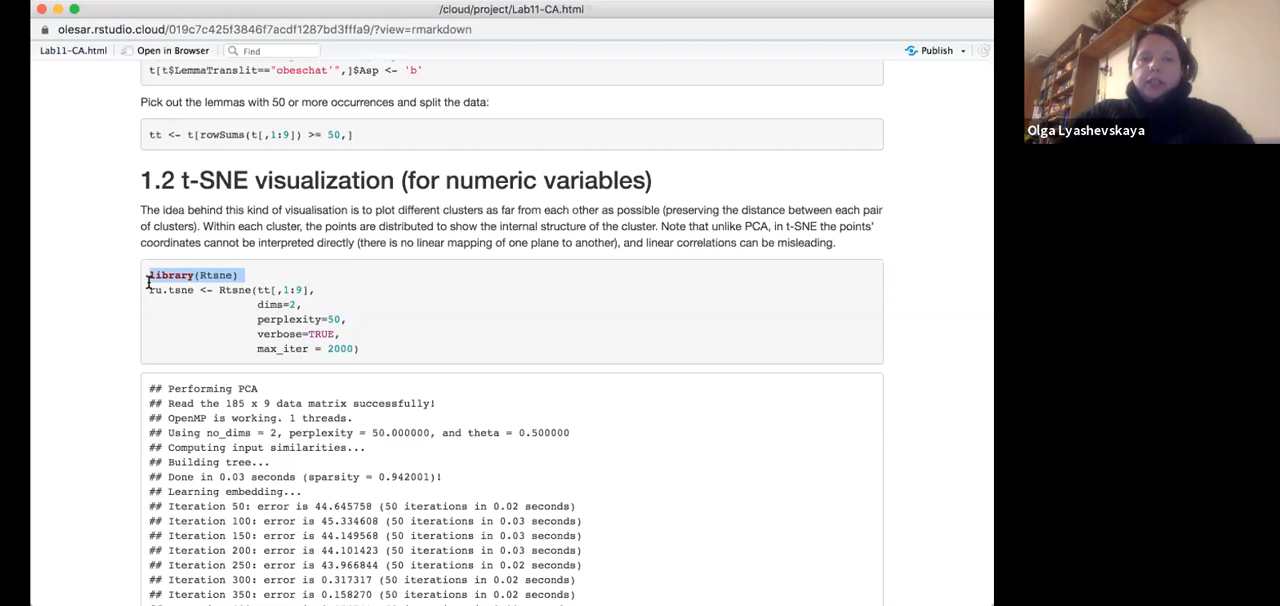 /cloud/project/Lab11-CA.html
olesar.rstudio.cloud/019c7c425f3846f7acdf1287bd3fffa9/?view=rmarkdown
Lab11-CA.html Open in Browser Find Publish
t[t$LemmaTranslit=="obeschat'",]$Asp <- 'b'
Pick out the lemmas with 50 or more occurrences and split the data:
tt <- t[rowSums(t[,1:9]) >= 50,]
1.2 t-SNE visualization (for numeric variables)
The idea behind this kind of visualisation is to plot different clusters as far from each other as possible (preserving the distance between each pair
of clusters). Within each cluster, the points are distributed to show the internal structure of the cluster. Note that unlike PCA, in t-SNE the points'
coordinates cannot be interpreted directly (there is no linear mapping of one plane to another), and linear correlations can be misleading.
library(Rtsne)
ru.tsne <- Rtsne(tt[,1:9],
dims=2,
perplexity=50,
verbose=TRUE,
max_iter = 2000)
## Performing PCA
## Read the 185 x 9 data matrix successfully!
## OpenMP is working. 1 threads.
## Using no_dims = 2, perplexity = 50.000000, and theta = 0.500000
## Computing input similarities...
## Building tree...
## Done in 0.03 seconds (sparsity = 0.942001)!
## Learning embedding...
## Iteration 50: error is 44.645758 (50 iterations in 0.02 seconds)
## Iteration 100: error is 45.334608 (50 iterations in 0.03 seconds)
## Iteration 150: error is 44.149568 (50 iterations in 0.03 seconds)
## Iteration 200: error is 44.101423 (50 iterations in 0.03 seconds)
## Iteration 250: error is 43.966844 (50 iterations in 0.02 seconds)
## Iteration 300: error is 0.317317 (50 iterations in 0.02 seconds)
## Iteration 350: error is 0.158270 (50 iterations in 0.02 seconds)
Olga Lyashevskaya